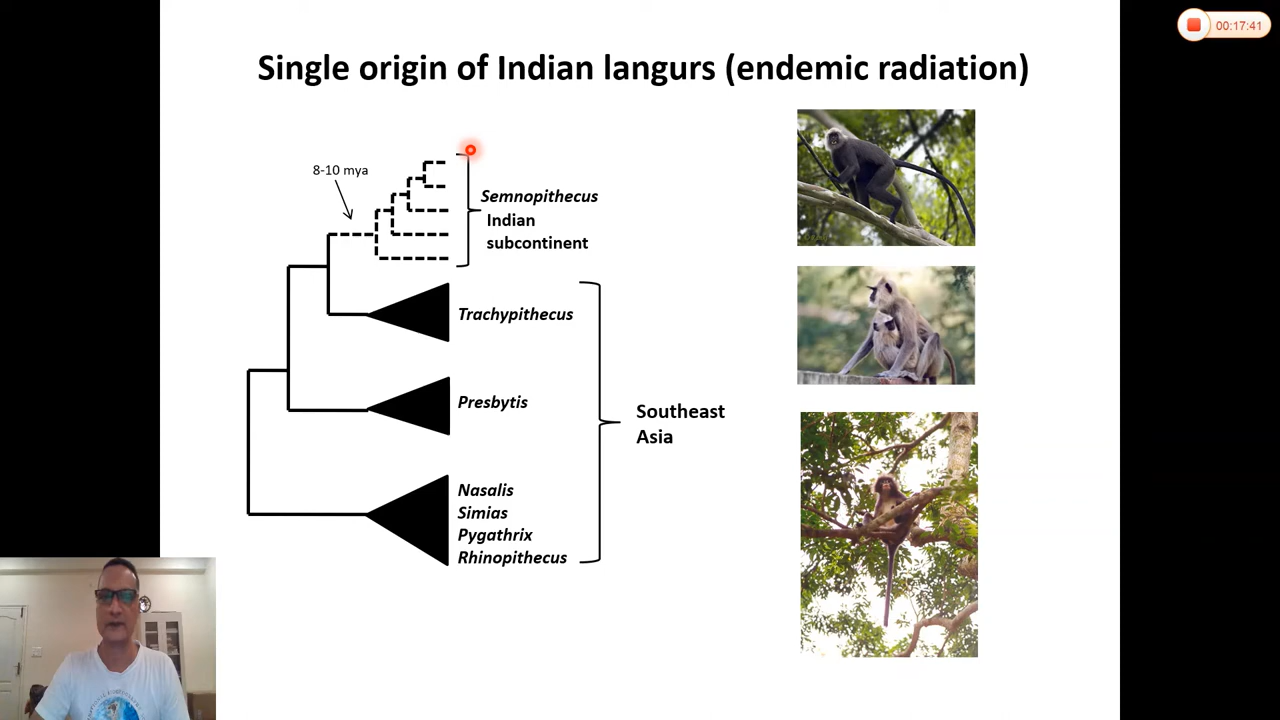 00:17:41
Single origin of Indian langurs (endemic radiation)
8-10 mya
Semnopithecus
Indian
subcontinent
Trachypithecus
Presbytis
Southeast
Asia
Nasalis
Simias
Pygathrix
Rhinopithecus